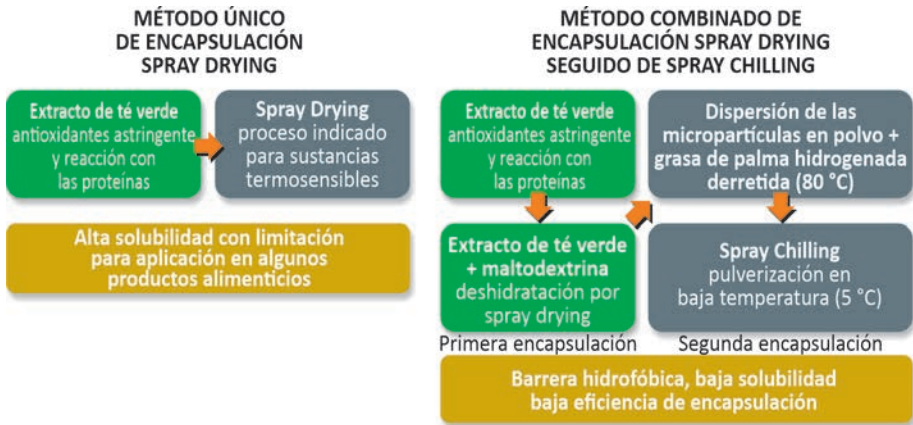 MÉTODO ÚNICO
DE ENCAPSULACIÓN
SPRAY DRYING
Extracto de té verde
antioxidantes astringente
y reacción con
las proteínas
Spray Drying
proceso indicado
para sustancias
termosensibles
Alta solubilidad con limitación
para aplicación en algunos
productos alimenticios
MÉTODO COMBINADO DE
ENCAPSULACIÓN SPRAY DRYING
SEGUIDO DE SPRAY CHILLING
Extracto de té verde
antioxidantes astringente
y reacción con
las proteínas
Extracto de té verde
+ maltodextrina
deshidratación por
spray drying
Primera encapsulación
Dispersión de las
micropartículas en polvo +
grasa de palma hidrogenada
derretida (80 °C)
Spray Chilling
pulverización en
baja temperatura (5 °C)
Segunda encapsulación
Barrera hidrofóbica, baja solubilidad
baja eficiencia de encapsulación